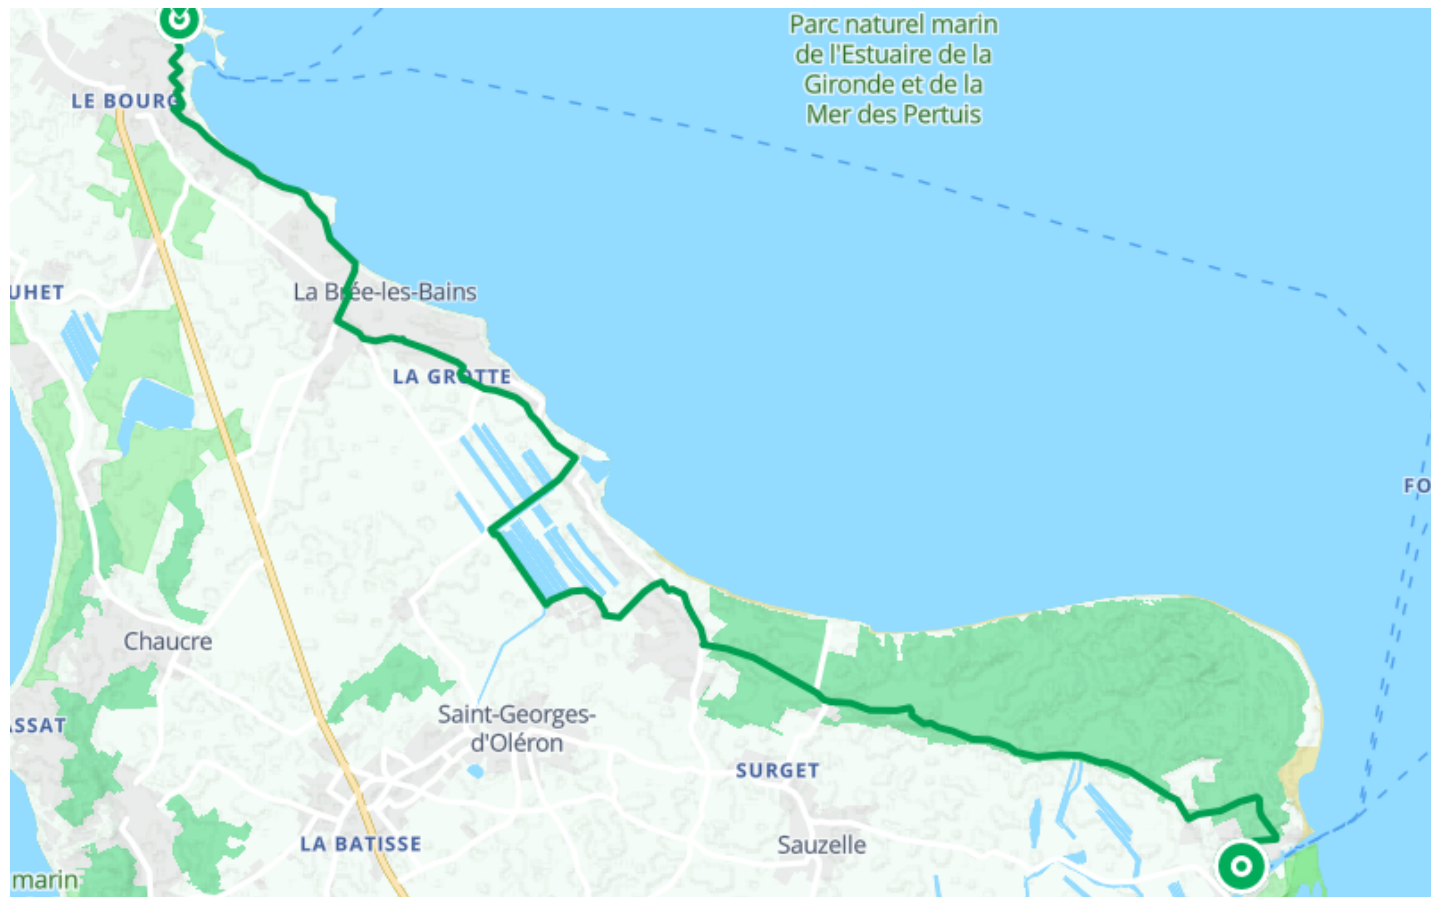 Parc naturel marin
de l'Estuaire de la
Gironde et de la
Mer des Pertuis
LE BOURG
UHET
La Brée-les-Bains
LA GROTTE
FO
Chaucre
Saint-Georges-
d'Oléron
ASSAT
SURGET
LA BATISSE
Sauzelle
marin